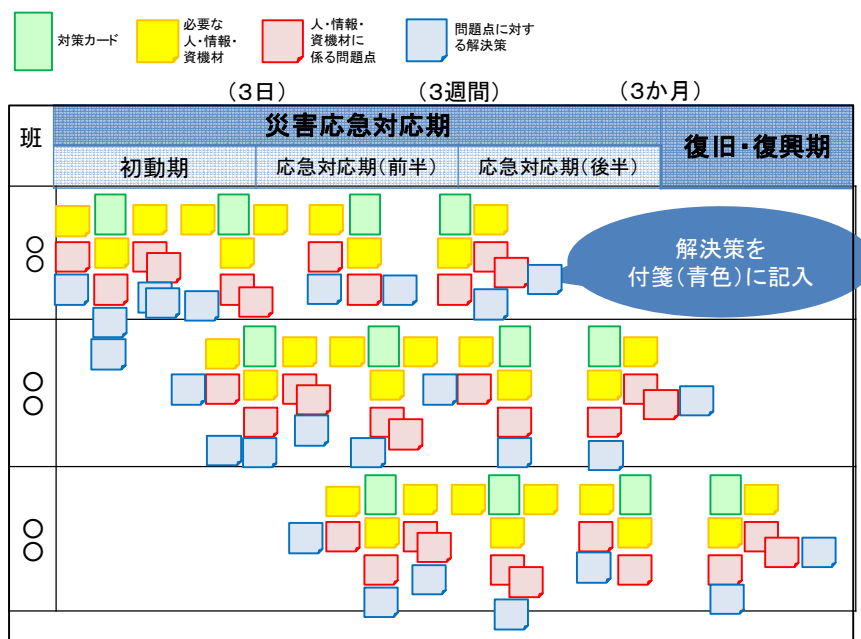 対策カード
必要な
人・情報・
資機材
人・情報・
資機材に
係る問題点
問題点に対す
る解決策
（3日）
（3週間）
（3か月）
班
災害応急対応期
復旧・復興期
初動期
応急対応期(前半)
応急対応期(後半)
〇〇
解決策を
付箋(青色)に記入
〇〇
〇〇